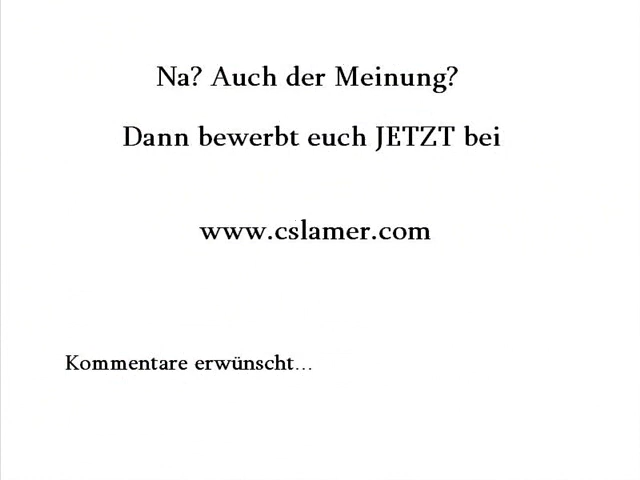 Na? Auch der Meinung?
Dann bewerbt euch JETZT bei
www.cslamer.com
Kommentare erwünscht...